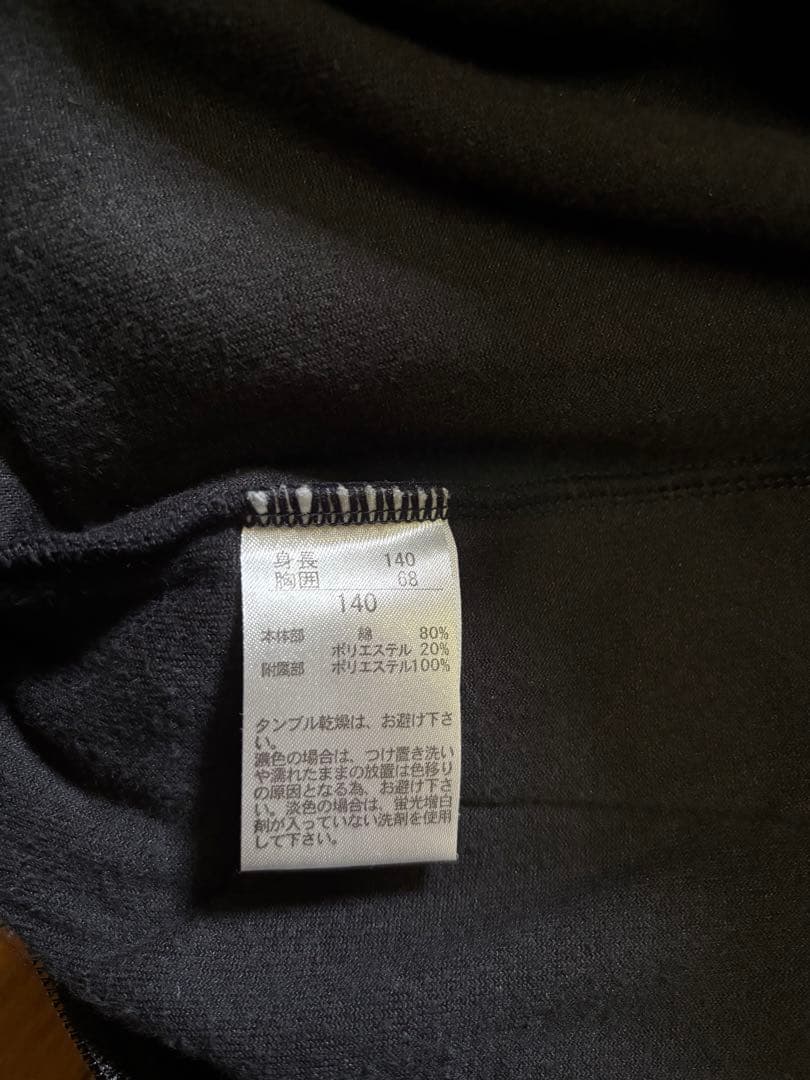 身長 140
胸囲 68
140
本体部 綿 80%
ポリエステル 20%
附属部 ポリエステル100%
タンブル乾燥は、お避け下さ
い。
濃色の場合は、つけ置き洗い
や濡れたままの放置は色移り
の原因となる為、お避け下さ
い。淡色の場合は、蛍光増白
剤が入っていない洗剤を使用
して下さい。